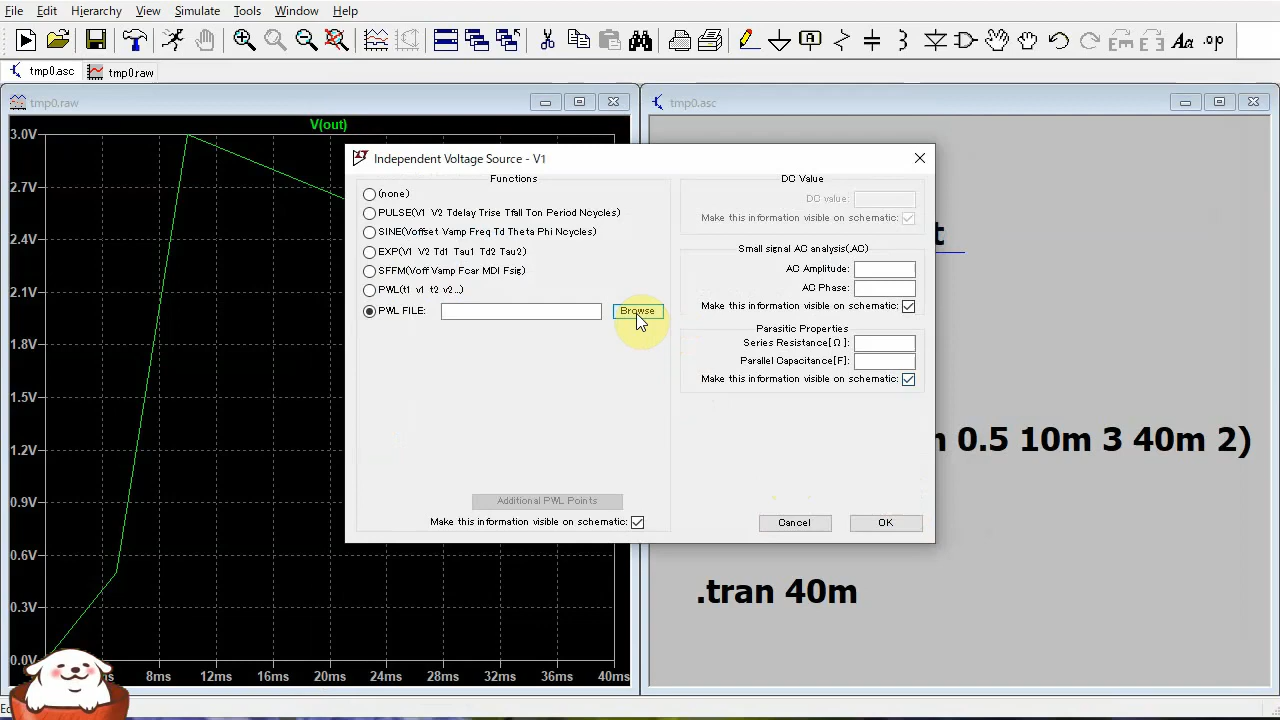 File Edit Hierarchy View Simulate Tools Window Help
.op
tmp0.asc tmp0.raw
tmp0.raw
tmp0.asc
V(out)
3.0V
2.7V
2.4V
2.1V
1.8V
1.5V
1.2V
0.9V
0.6V
0.3V
0.0V
8ms 12ms 16ms 20ms 24ms 28ms 32ms 36ms 40ms
Independent Voltage Source - V1
Functions
(none)
PULSE(V1 V2 Tdelay Trise Tfall Ton Period Ncycles)
SINE(Voffset Vamp Freq Td Theta Phi Ncycles)
EXP(V1 V2 Td1 Tau1 Td2 Tau2)
SFFM(Voff Vamp Fcar MDI Fsig)
PWL(t1 v1 t2 v2...)
PWL FILE: Browse
Additional PWL Points
Make this information visible on schematic:
DC Value
DC value:
Make this information visible on schematic:
Small signal AC analysis(.AC)
AC Amplitude:
AC Phase:
Make this information visible on schematic:
Parasitic Properties
Series Resistance[Ω]:
Parallel Capacitance[F]:
Make this information visible on schematic:
Cancel OK
0.5 10m 3 40m 2)
.tran 40m